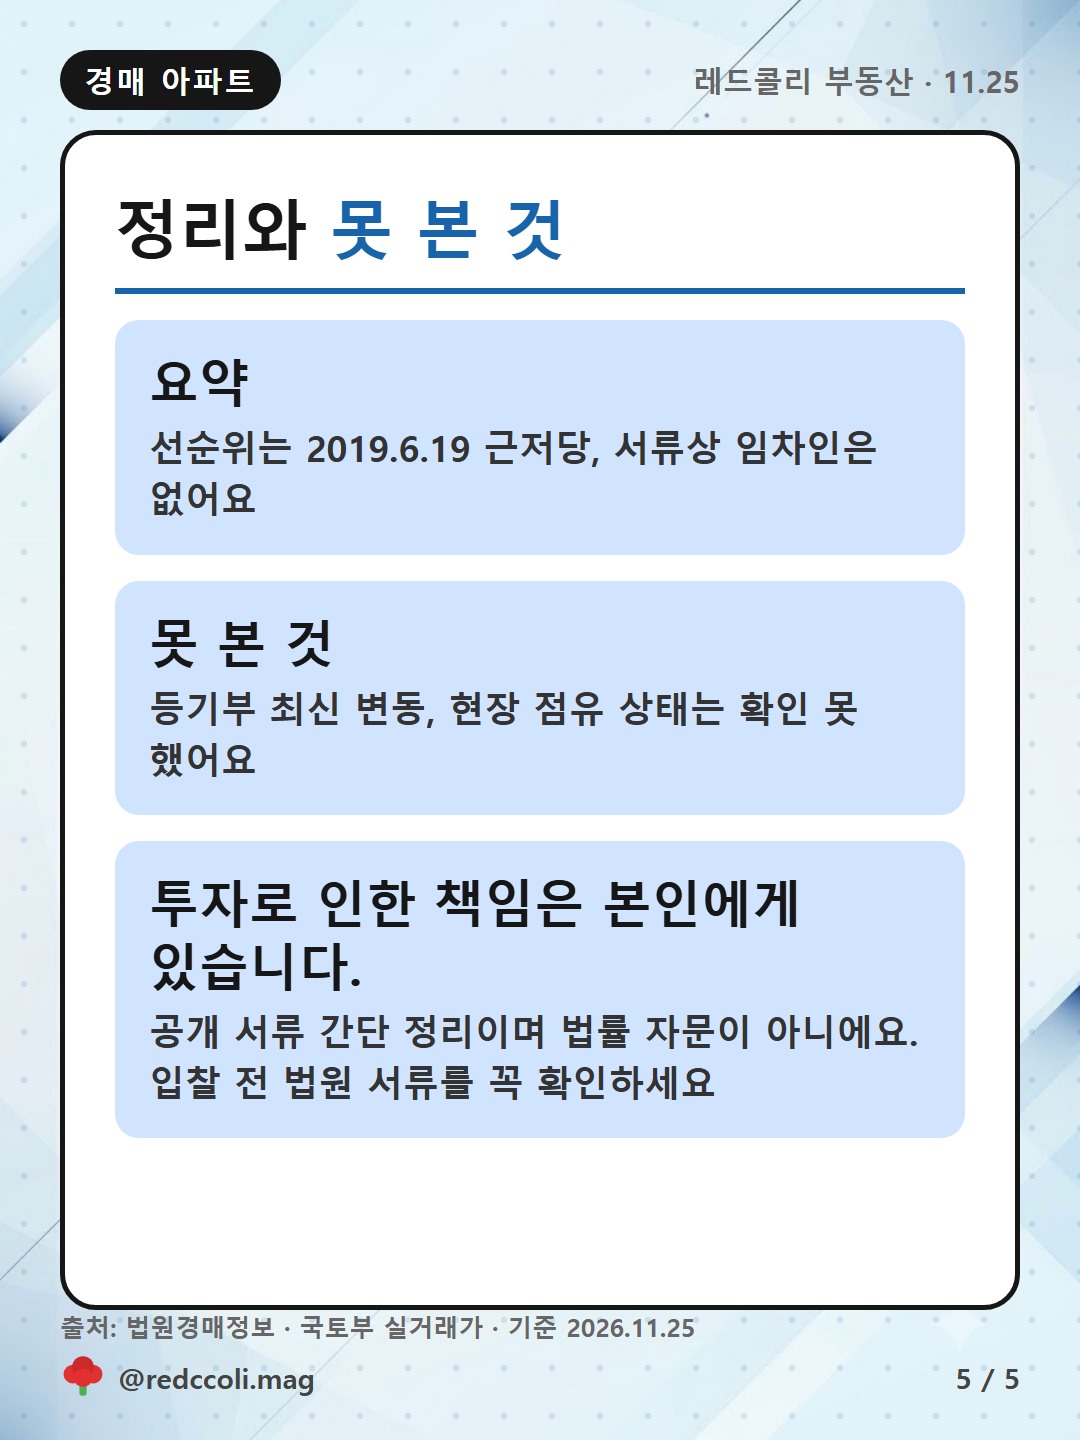 경매 아파트
레드콜리 부동산 · 11.25
정리와 못 본 것
요약
선순위는 2019.6.19 근저당, 서류상 임차인은
없어요
못 본 것
등기부 최신 변동, 현장 점유 상태는 확인 못
했어요
투자로 인한 책임은 본인에게
있습니다.
공개 서류 간단 정리이며 법률 자문이 아니에요.
입찰 전 법원 서류를 꼭 확인하세요
출처: 법원경매정보 · 국토부 실거래가 · 기준 2026.11.25
@redccoli.mag
5 / 5